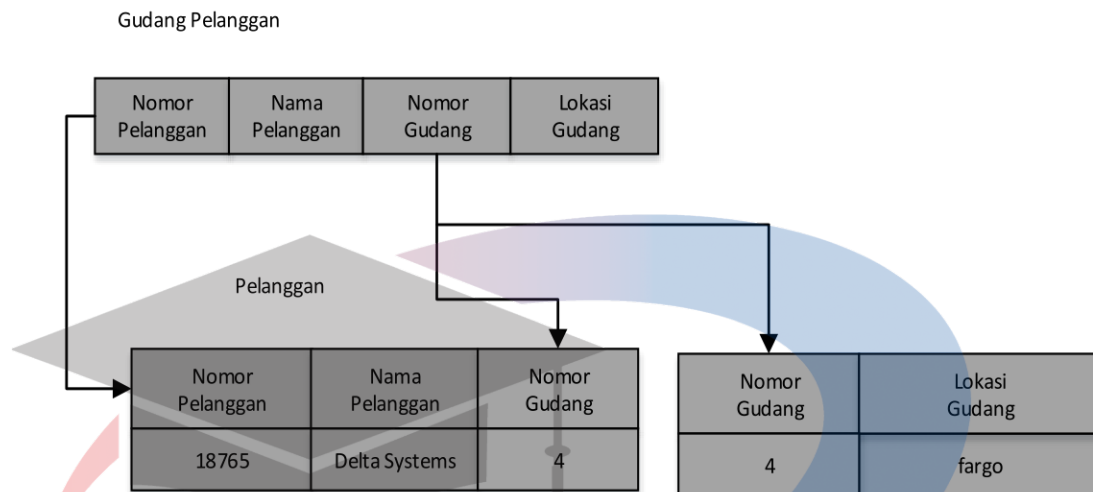 Gudang Pelanggan
Nomor
Pelanggan
Nama
Pelanggan
Nomor
Gudang
Lokasi
Gudang
Pelanggan
Nomor
Pelanggan
Nama
Pelanggan
Nomor
Gudang
18765
Delta Systems
4
Nomor
Gudang
Lokasi
Gudang
4
fargo